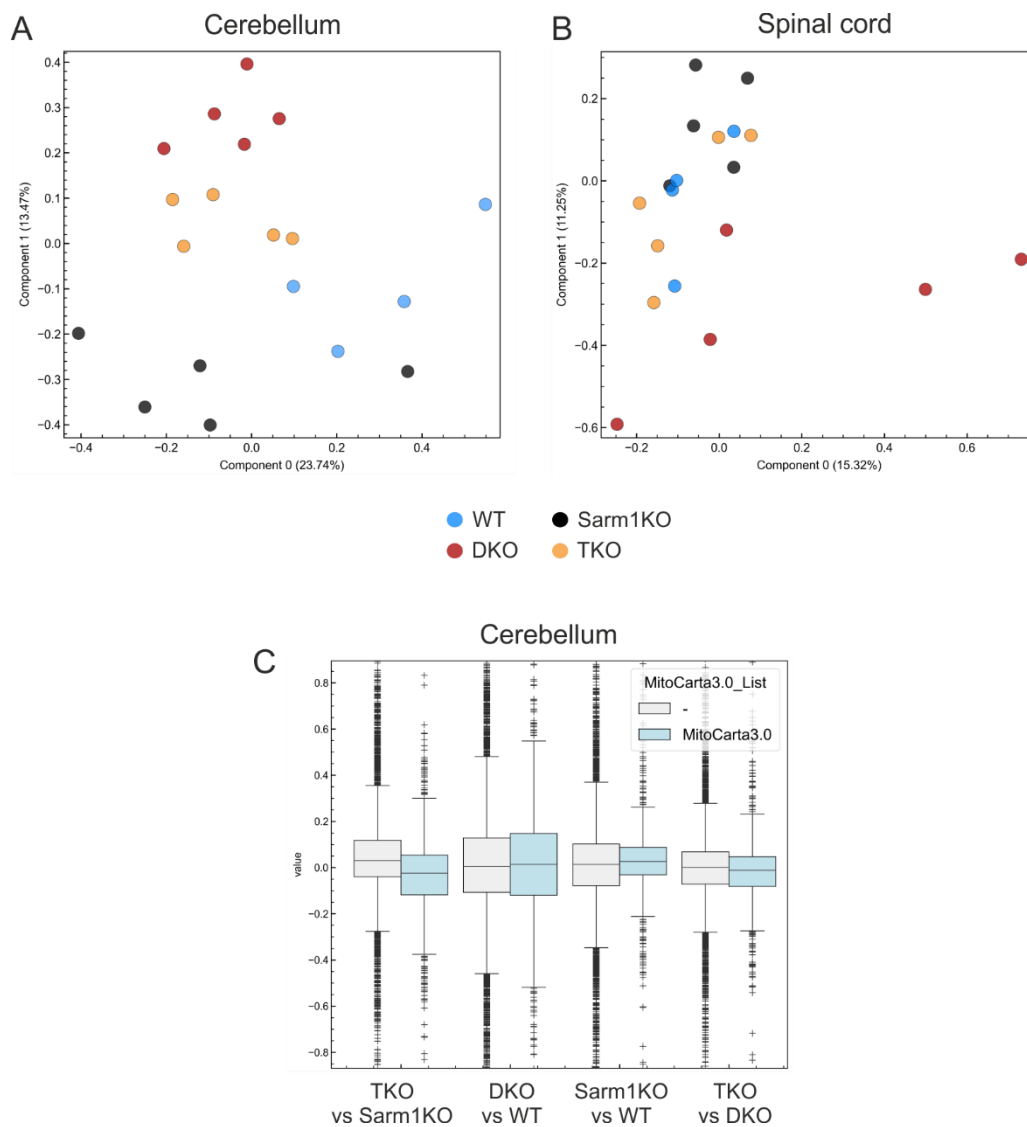 A
Cerebellum
0.4
0.3
0.2
0.1
0.0
−0.1
−0.2
−0.3
−0.4
Component 1 (13.47%)
−0.4
−0.2
0.0
0.2
0.4
Component 0 (23.74%)
B
Spinal cord
0.2
0.0
−0.2
−0.4
−0.6
Component 1 (11.25%)
−0.2
0.0
0.2
0.4
0.6
Component 0 (15.32%)
WT
Sarm1KO
DKO
TKO
C
Cerebellum
0.8
0.6
0.4
0.2
0.0
−0.2
−0.4
−0.6
−0.8
value
MitoCarta3.0_List
-
MitoCarta3.0
TKO
vs Sarm1KO
DKO
vs WT
Sarm1KO
vs WT
TKO
vs DKO